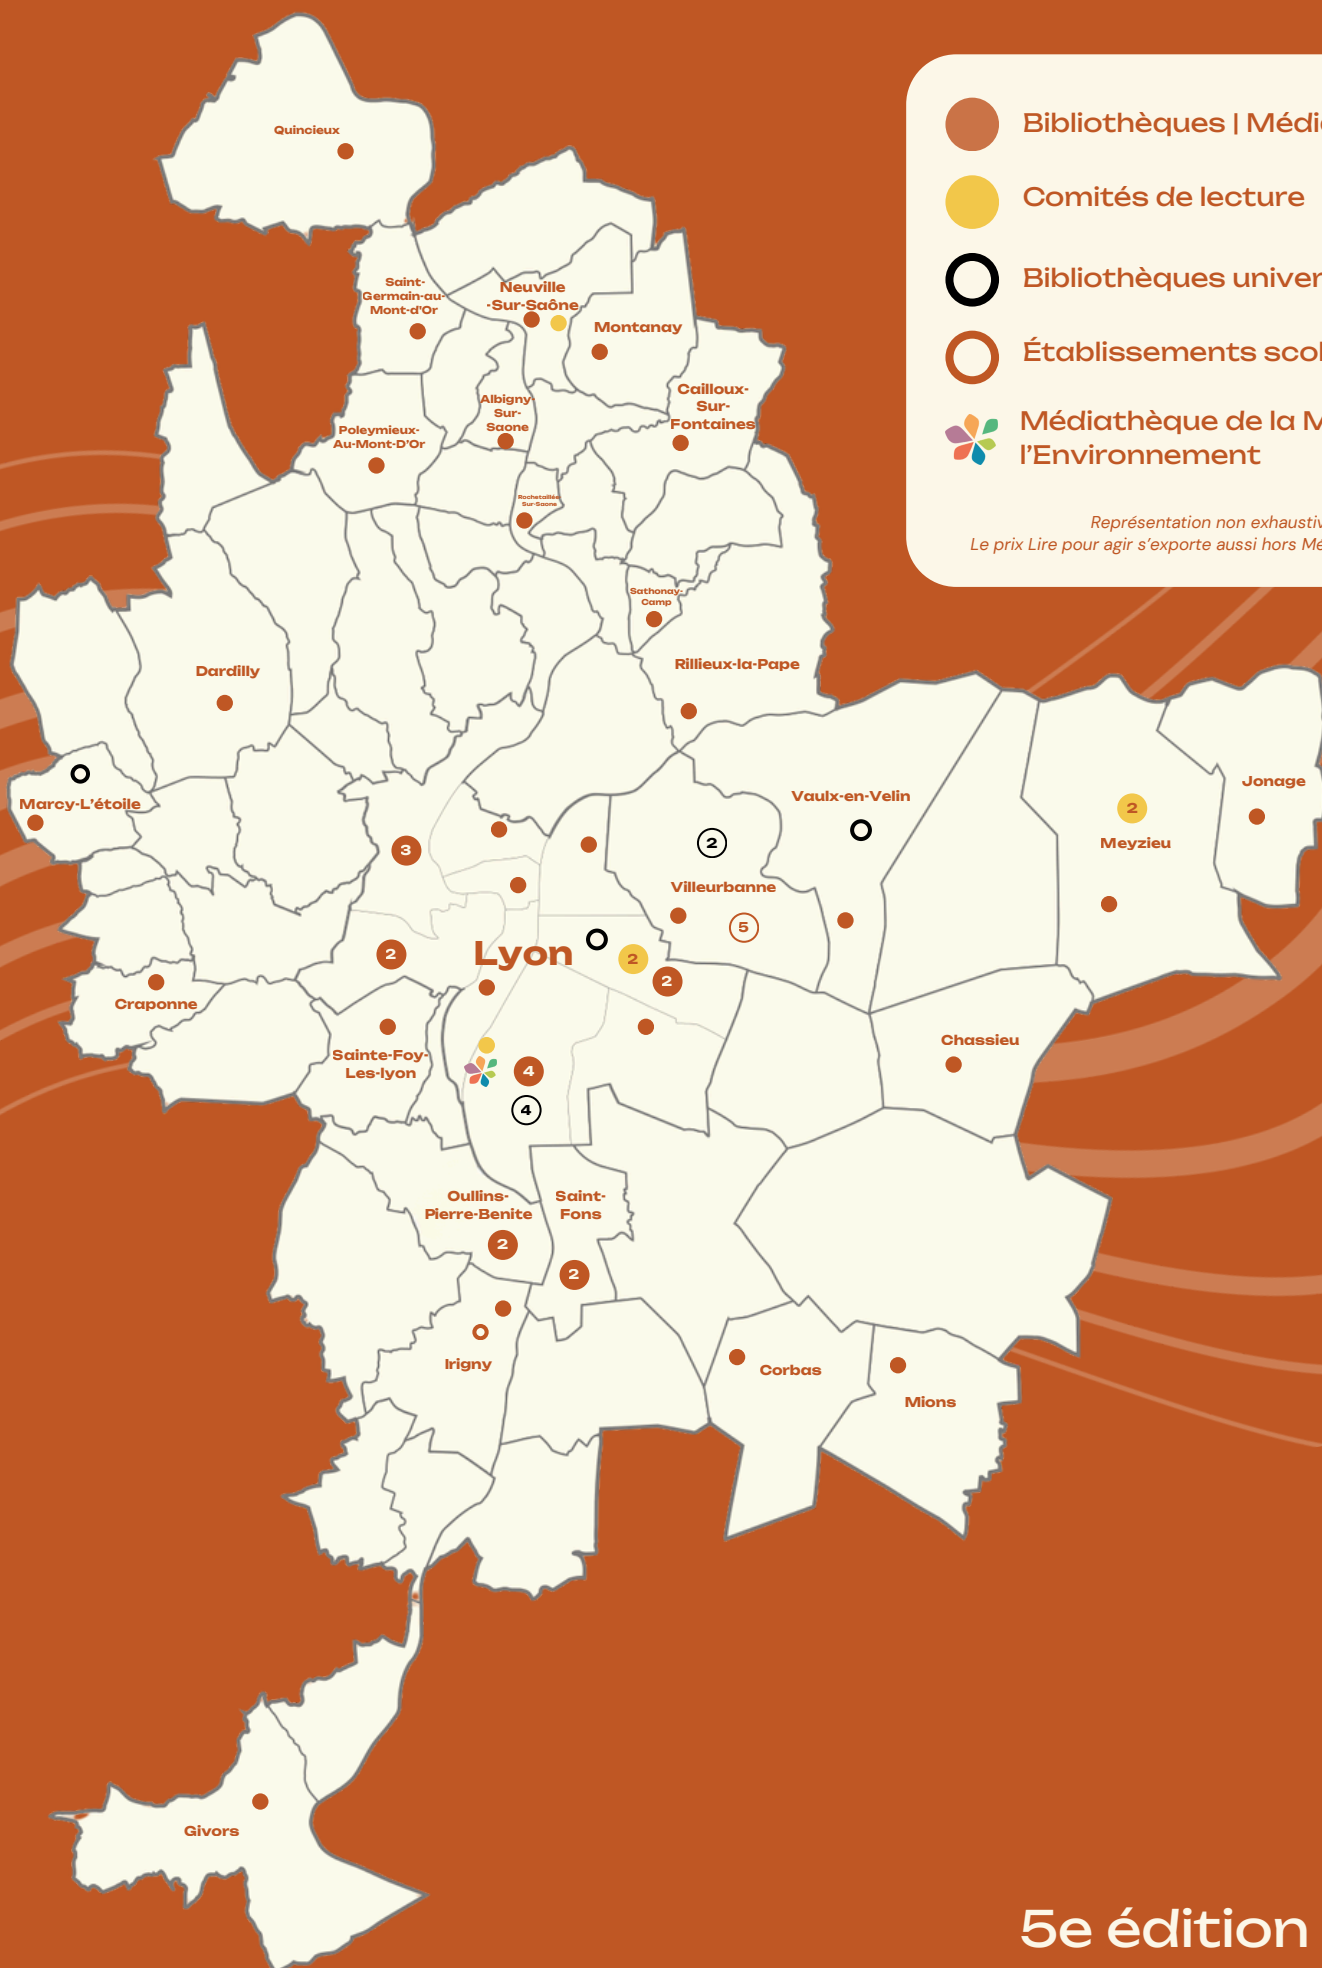 Quincieux
Bibliothèques | Médi
Comités de lecture
Bibliothèques univer
Établissements scol
Médiathèque de la M
l'Environnement
Représentation non exhaustiv
Le prix Lire pour agir s'exporte aussi hors Mé
Saint-
Germain-au-
Mont-d'Or
Neuville
-Sur-Saône
Montanay
Cailloux-
Sur-
Fontaines
Albigny-
Sur-
Saone
Poleymieux-
Au-Mont-D'Or
Rochetaillée
Sur-Saone
Sathonay-
Camp
Rillieux-la-Pape
Dardilly
Marcy-L'étoile
Vaulx-en-Velin
Jonage
2
Meyzieu
3
2
Villeurbanne
5
Lyon
2
2
2
Craponne
Sainte-Foy-
Les-lyon
Chassieu
4
4
Oullins-
Pierre-Benite
2
Saint-
Fons
2
Irigny
Corbas
Mions
Givors
5e édition